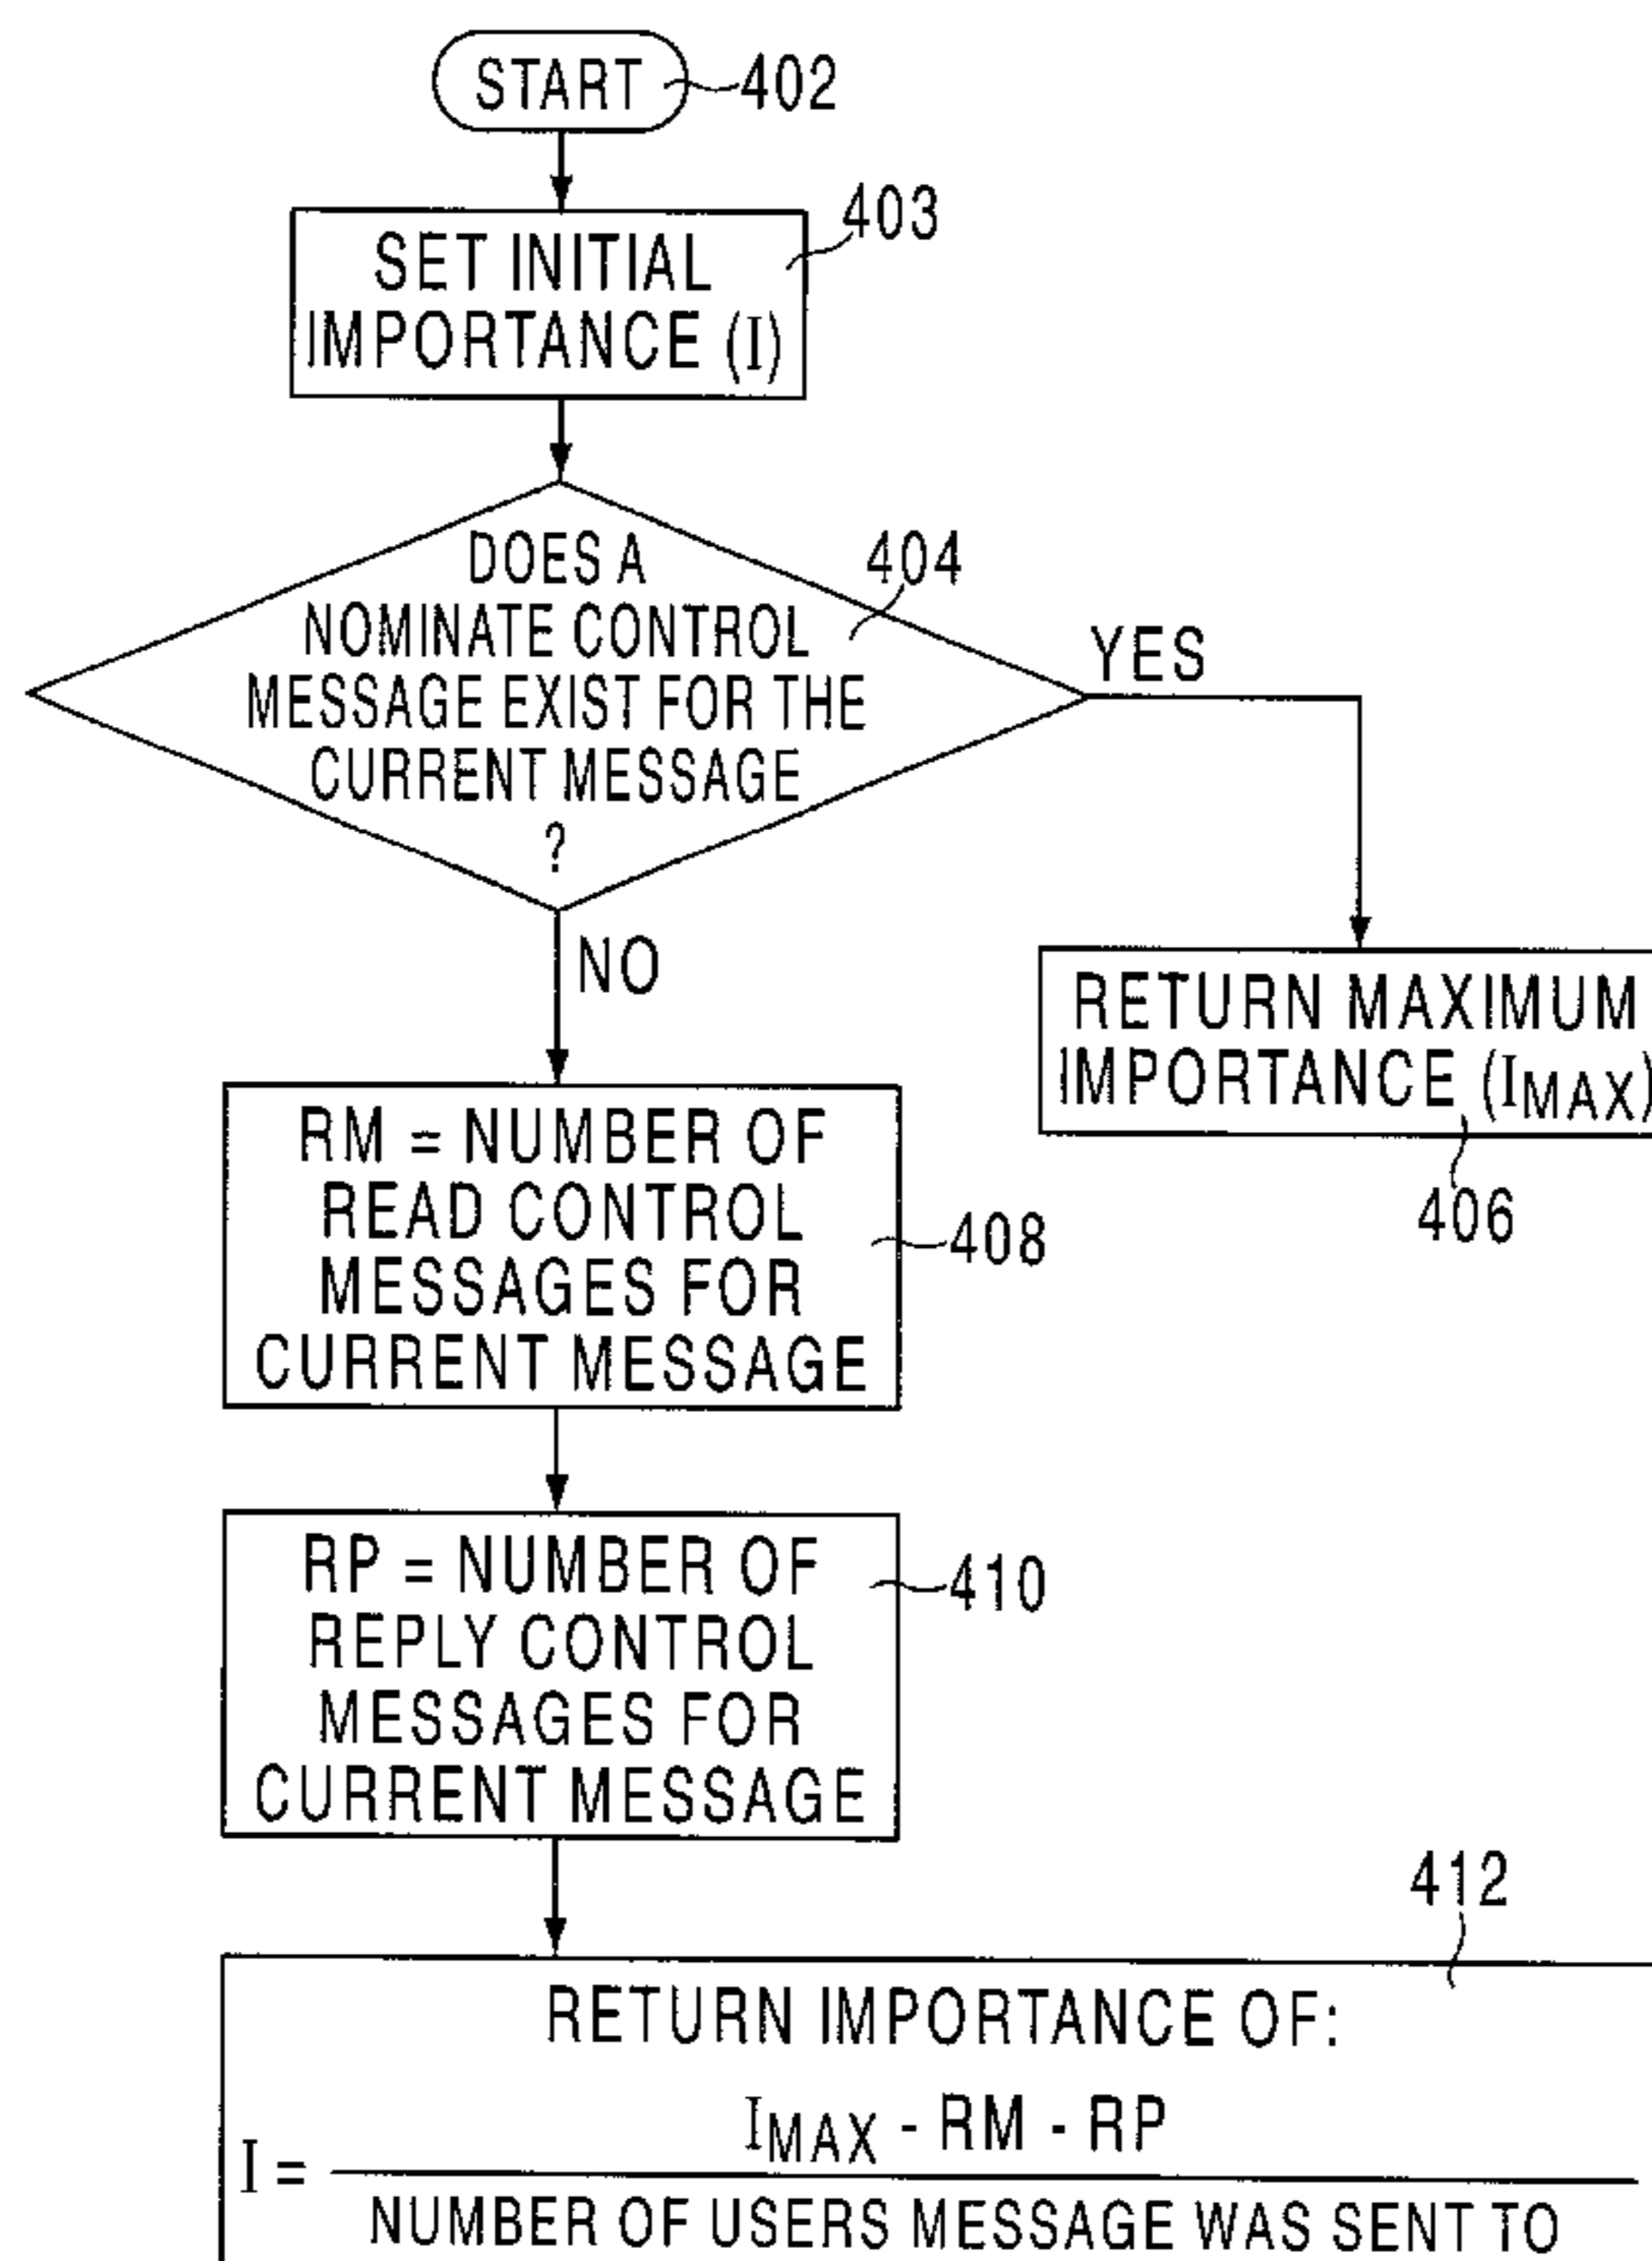 START
402
SET INITIAL
IMPORTANCE (I)
403
DOES A
NOMINATE CONTROL
MESSAGE EXIST FOR THE
CURRENT MESSAGE
?
404
YES
NO
RETURN MAXIMUM
IMPORTANCE (IMAX)
406
RM = NUMBER OF
READ CONTROL
MESSAGES FOR
CURRENT MESSAGE
408
RP = NUMBER OF
REPLY CONTROL
MESSAGES FOR
CURRENT MESSAGE
410
412
RETURN IMPORTANCE OF:
IMAX - RM - RP
I =
NUMBER OF USERS MESSAGE WAS SENT TO